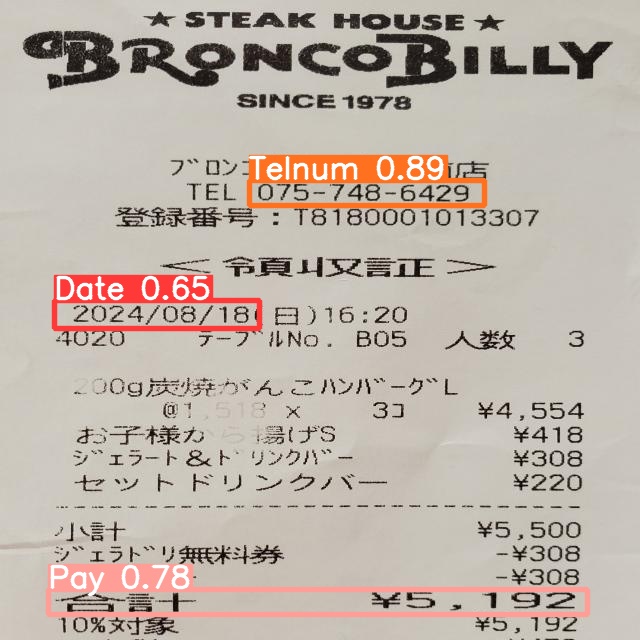 ★ STEAK HOUSE ★
BRONCO BILLY
SINCE 1978
ブロンコ 店
Telnum 0.89
TEL 075-748-6429
登録番号:T8180001013307
< 領収証 >
Date 0.65
2024/08/18(日)16:20
4020 テーブルNo. B05 人数 3
200g炭焼がんこハンバーグL
@1,518 x 3コ ¥4,554
お子様から揚げS ¥418
ジェラート&ドリンクバー ¥308
セットドリンクバー ¥220
小計 ¥5,500
ジェラドリ無料券 -¥308
Pay 0.78
-¥308
合計 ¥5,192
10%対象 ¥5,192